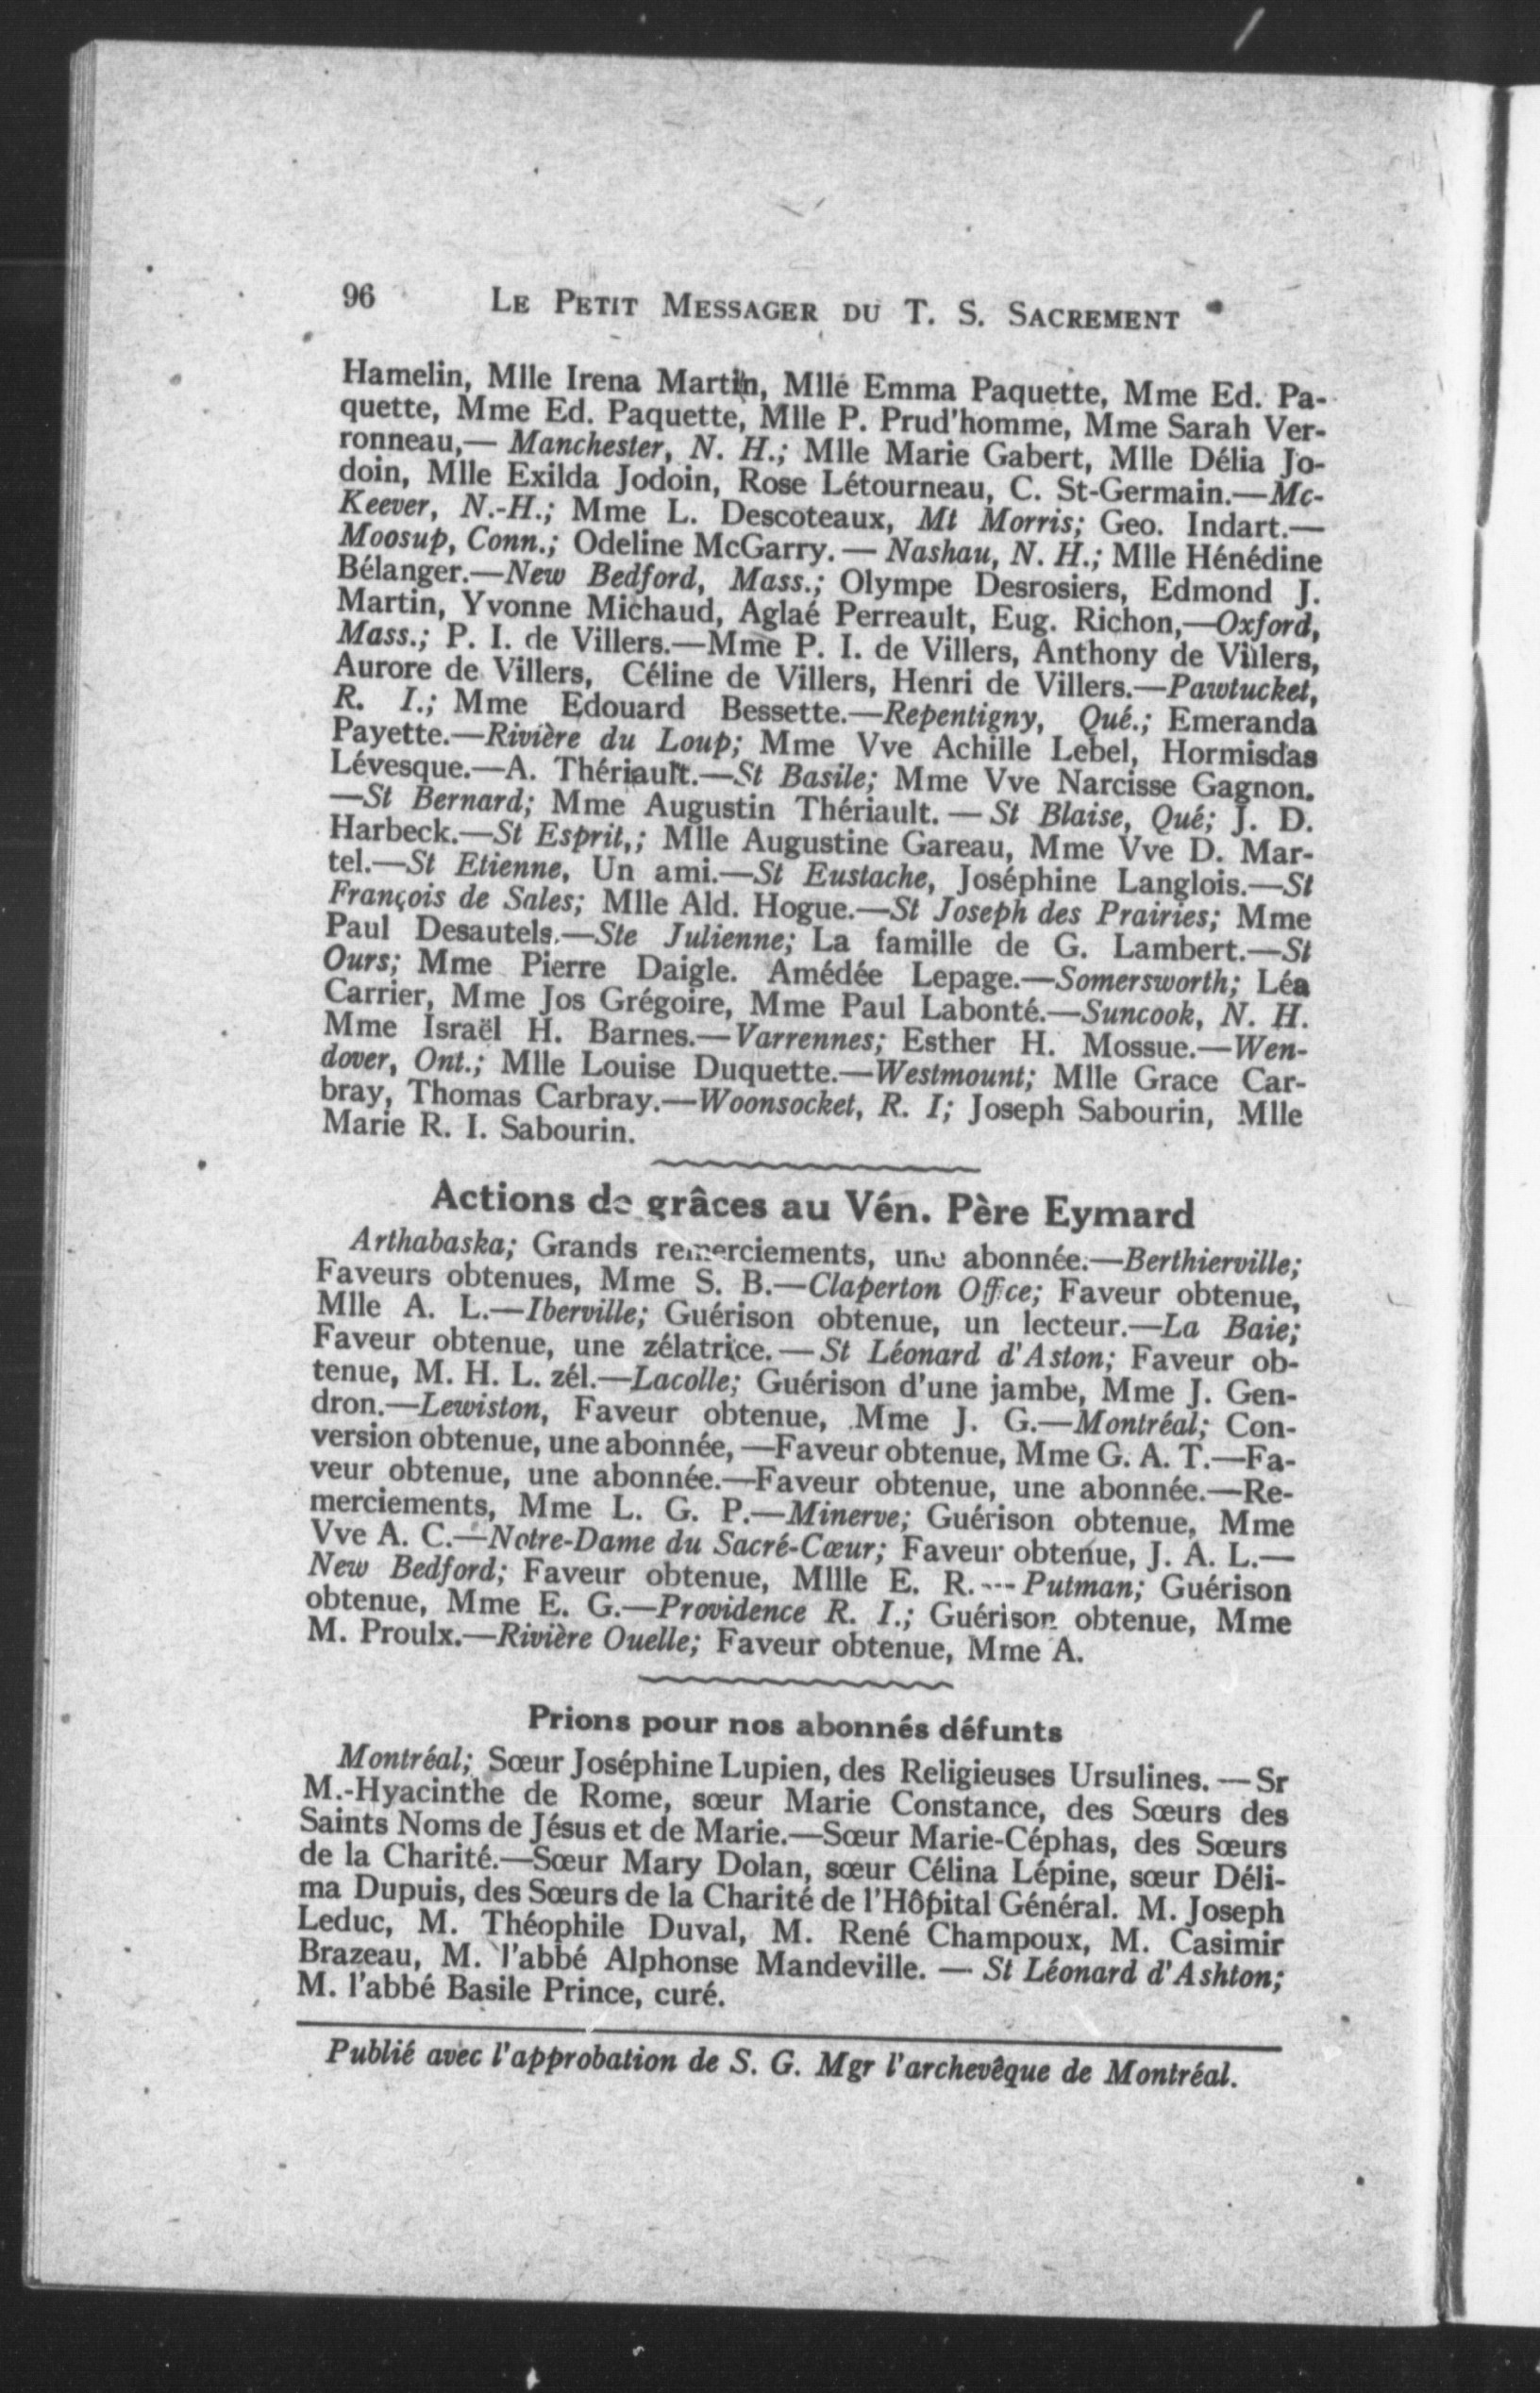 96 LE PETIT MESSAGER DU T. S. SACREMENT
Hamelin, Mlle Irena Martin, Mlle Emma Paquette, Mme Ed. Pa-
quette, Mme Ed. Paquette, Mlle P. Prud'homme, Mme Sarah Ver-
ronneau,— Manchester, N. H.; Mlle Marie Gabert, Mlle Délia Jo-
doin, Mlle Exilda Jodoin, Rose Létourneau, C. St-Germain.—Mc-
Keever, N.-H.; Mme L. Descoteaux, Mt Morris; Geo. Indart.—
Moosup, Conn.; Odeline McGarry. — Nashau, N. H.; Mlle Hénédine
Bélanger.—New Bedford, Mass.; Olympe Desrosiers, Edmond J.
Martin, Yvonne Michaud, Aglaé Perreault, Eug. Richon,—Oxford,
Mass.; P. I. de Villers.—Mme P. I. de Villers, Anthony de Villers,
Aurore de Villers, Céline de Villers, Henri de Villers.—Pawtucket,
R. I.; Mme Edouard Bessette.—Repentigny, Qué.; Emeranda
Payette.—Rivière du Loup; Mme Vve Achille Lebel, Hormisdas
Lévesque.—A. Thériault.—St Basile; Mme Vve Narcisse Gagnon.
—St Bernard; Mme Augustin Thériault. — St Blaise, Qué; J. D.
Harbeck.—St Esprit,; Mlle Augustine Gareau, Mme Vve D. Mar-
tel.—St Etienne, Un ami.—St Eustache, Joséphine Langlois.—St
François de Sales; Mlle Ald. Hogue.—St Joseph des Prairies; Mme
Paul Desautels.—Ste Julienne; La famille de G. Lambert.—St
Ours; Mme Pierre Daigle. Amédée Lepage.—Somersworth; Léa
Carrier, Mme Jos Grégoire, Mme Paul Labonté.—Suncook, N. H.
Mme Israël H. Barnes.—Varrennes; Esther H. Mossue.—Wen-
dover, Ont.; Mlle Louise Duquette.—Westmount; Mlle Grace Car-
bray, Thomas Carbray.—Woonsocket, R. I; Joseph Sabourin, Mlle
Marie R. I. Sabourin.
Actions de grâces au Vén. Père Eymard
Arthabaska; Grands remerciements, une abonnée.—Berthierville;
Faveurs obtenues, Mme S. B.—Claperton Offce; Faveur obtenue,
Mlle A. L.—Iberville; Guérison obtenue, un lecteur.—La Baie;
Faveur obtenue, une zélatrice. — St Léonard d'Aston; Faveur ob-
tenue, M. H. L. zél.—Lacolle; Guérison d'une jambe, Mme J. Gen-
dron.—Lewiston, Faveur obtenue, Mme J. G.—Montréal; Con-
version obtenue, une abonnée, —Faveur obtenue, Mme G. A. T.—Fa-
veur obtenue, une abonnée.—Faveur obtenue, une abonnée.—Re-
merciements, Mme L. G. P.—Minerve; Guérison obtenue, Mme
Vve A. C.—Notre-Dame du Sacré-Cœur; Faveur obtenue, J. A. L.—
New Bedford; Faveur obtenue, Mllle E. R. --- Putman; Guérison
obtenue, Mme E. G.—Providence R. I.; Guérison obtenue, Mme
M. Proulx.—Rivière Ouelle; Faveur obtenue, Mme A.
Prions pour nos abonnés défunts
Montréal; Sœur Joséphine Lupien, des Religieuses Ursulines. — Sr
M.-Hyacinthe de Rome, sœur Marie Constance, des Sœurs des
Saints Noms de Jésus et de Marie.—Sœur Marie-Céphas, des Sœurs
de la Charité.—Sœur Mary Dolan, sœur Célina Lépine, sœur Déli-
ma Dupuis, des Sœurs de la Charité de l'Hôpital Général. M. Joseph
Leduc, M. Théophile Duval, M. René Champoux, M. Casimir
Brazeau, M. l'abbé Alphonse Mandeville. — St Léonard d'Ashton;
M. l'abbé Basile Prince, curé.
Publié avec l'approbation de S. G. Mgr l'archevêque de Montréal.